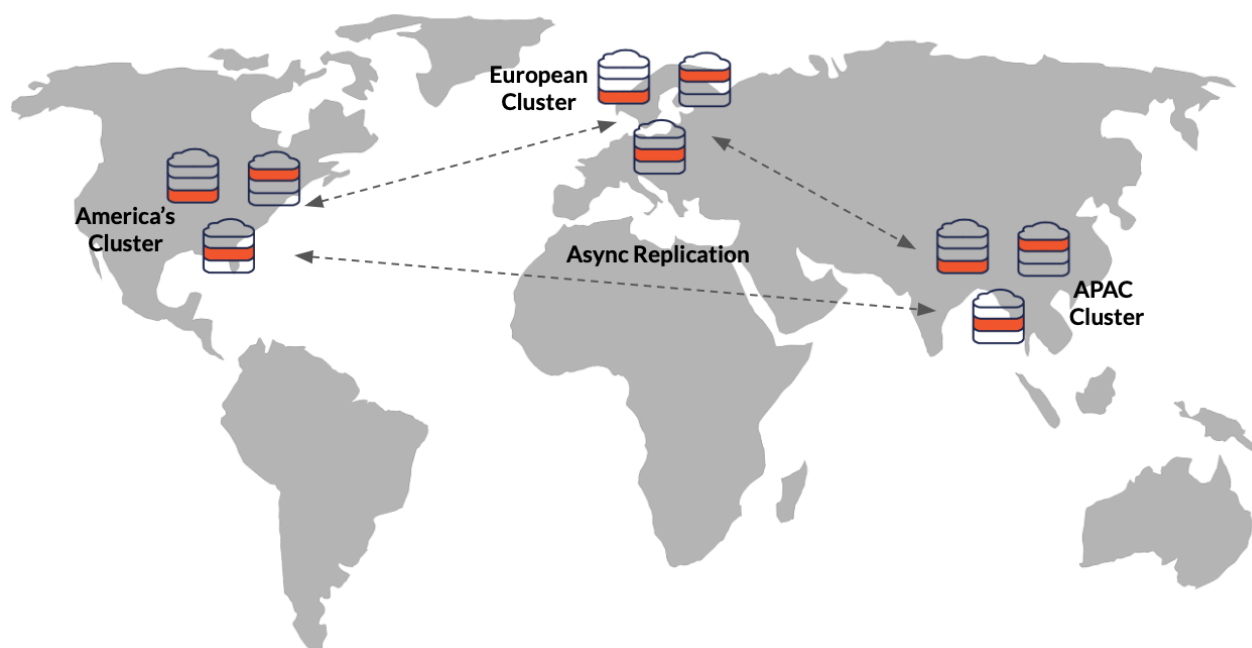 European
Cluster
America's
Cluster
Async Replication
APAC
Cluster